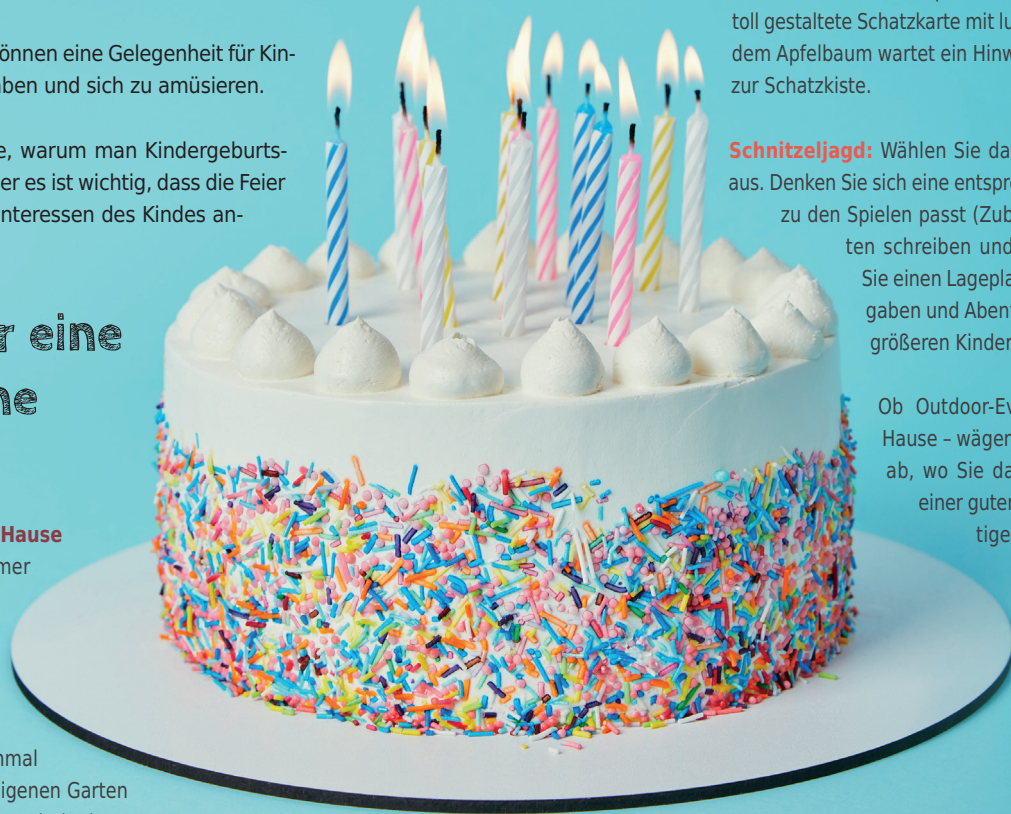 önnen eine Gelegenheit für Kin-
aben und sich zu amüsieren.
e, warum man Kindergeburts-
er es ist wichtig, dass die Feier
nteressen des Kindes an-
r eine
ne
Hause
mer
nmal
igenen Garten
toll gestaltete Schatzkarte mit lu
dem Apfelbaum wartet ein Hinw
zur Schatzkiste.
Schnitzeljagd: Wählen Sie da
aus. Denken Sie sich eine entspre
zu den Spielen passt (Zub
ten schreiben und
Sie einen Lagepla
gaben und Abent
größeren Kinder
Ob Outdoor-Ev
Hause – wägen
ab, wo Sie da
einer guten
tige